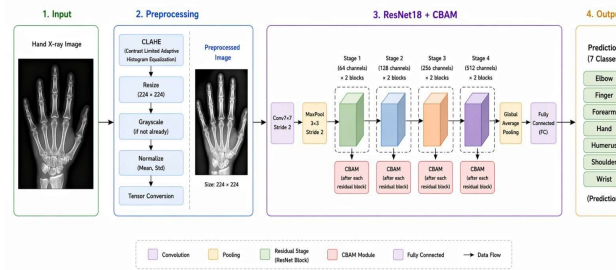 1. Input
Hand X-ray Image
2. Preprocessing
CLAHE
(Contrast Limited Adaptive
Histogram Equalization)
Resize
(224 × 224)
Grayscale
(if not already)
Normalize
(Mean, Std)
Tensor Conversion
Preprocessed
Image
Size: 224 × 224
3. ResNet18 + CBAM
Conv7×7
Stride 2
MaxPool
3×3
Stride 2
Stage 1
(64 channels)
× 2 blocks
Stage 2
(128 channels)
× 2 blocks
Stage 3
(256 channels)
× 2 blocks
Stage 4
(512 channels)
× 2 blocks
CBAM
(after each
residual block)
CBAM
(after each
residual block)
CBAM
(after each
residual block)
CBAM
(after each
residual block)
Global
Average
Pooling
Fully
Connected
(FC)
4. Outpu
Prediction
(7 Classes
Elbow
Finger
Forearm
Hand
Humerus
Shoulder
Wrist
(Prediction
Convolution
Pooling
Residual Stage
(ResNet Block)
CBAM Module
Fully Connected
Data Flow